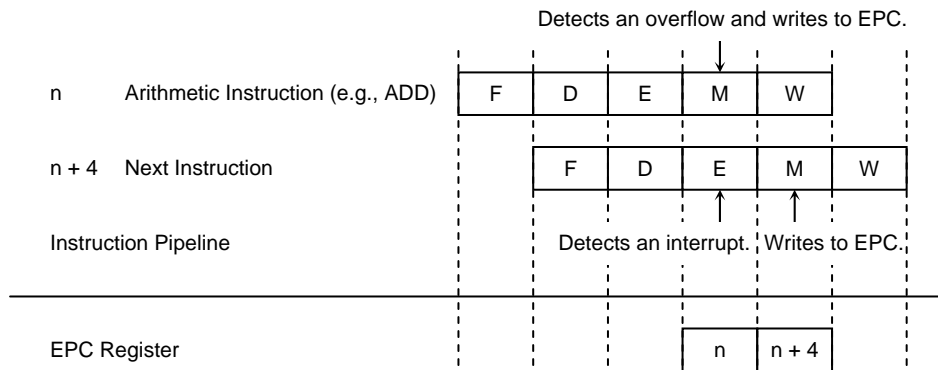 Detects an overflow and writes to EPC.
n Arithmetic Instruction (e.g., ADD) F D E M W
n + 4 Next Instruction F D E M W
Instruction Pipeline Detects an interrupt. Writes to EPC.
EPC Register n n + 4